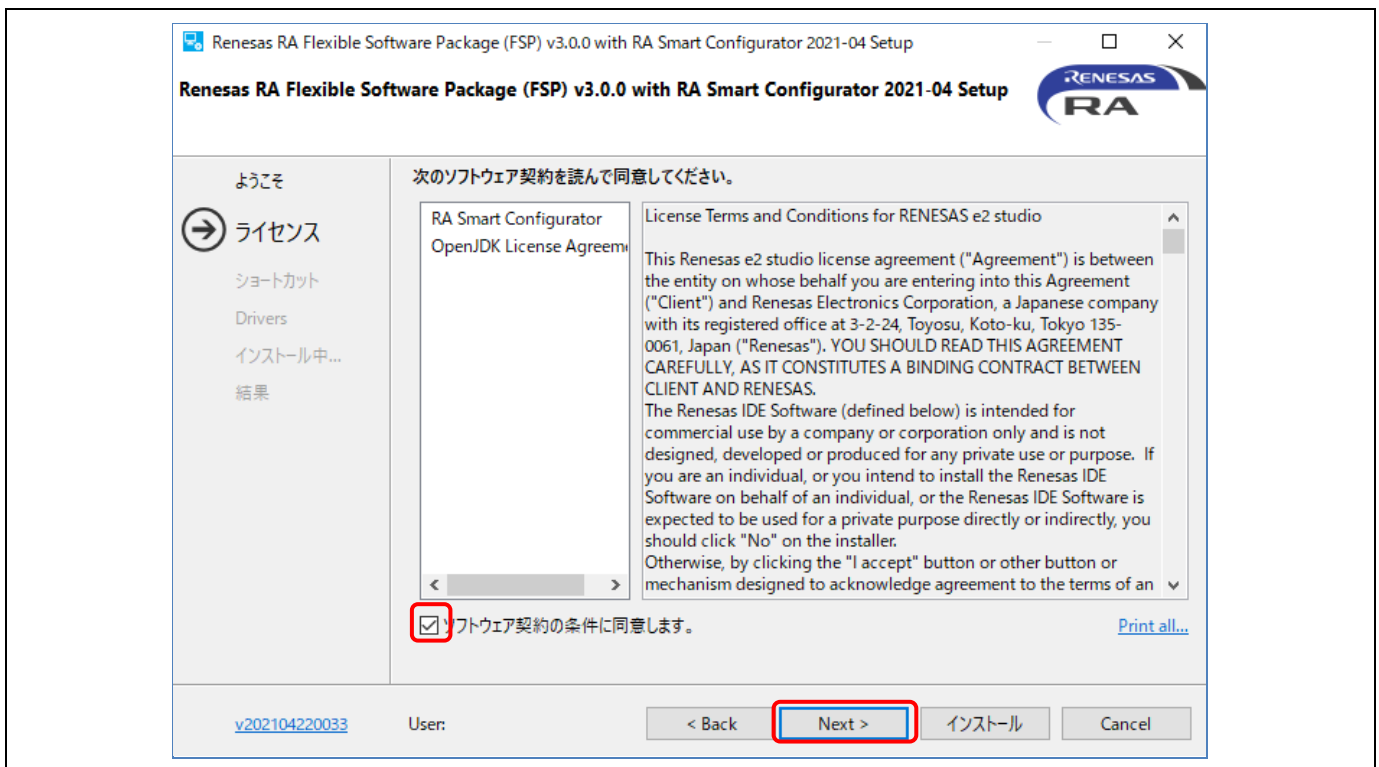 Renesas RA Flexible Software Package (FSP) v3.0.0 with RA Smart Configurator 2021-04 Setup
Renesas RA Flexible Software Package (FSP) v3.0.0 with RA Smart Configurator 2021-04 Setup
RENESAS
RA
ようこそ
ライセンス
ショートカット
Drivers
インストール中...
結果
次のソフトウェア契約を読んで同意してください。
RA Smart Configurator
OpenJDK License Agreem
License Terms and Conditions for RENESAS e2 studio
This Renesas e2 studio license agreement ("Agreement") is between
the entity on whose behalf you are entering into this Agreement
("Client") and Renesas Electronics Corporation, a Japanese company
with its registered office at 3-2-24, Toyosu, Koto-ku, Tokyo 135-
0061, Japan ("Renesas"). YOU SHOULD READ THIS AGREEMENT
CAREFULLY, AS IT CONSTITUTES A BINDING CONTRACT BETWEEN
CLIENT AND RENESAS.
The Renesas IDE Software (defined below) is intended for
commercial use by a company or corporation only and is not
designed, developed or produced for any private use or purpose. If
you are an individual, or you intend to install the Renesas IDE
Software on behalf of an individual, or the Renesas IDE Software is
expected to be used for a private purpose directly or indirectly, you
should click "No" on the installer.
Otherwise, by clicking the "I accept" button or other button or
mechanism designed to acknowledge agreement to the terms of an
ソフトウェア契約の条件に同意します。
Print all...
v202104220033
User:
< Back
Next >
インストール
Cancel